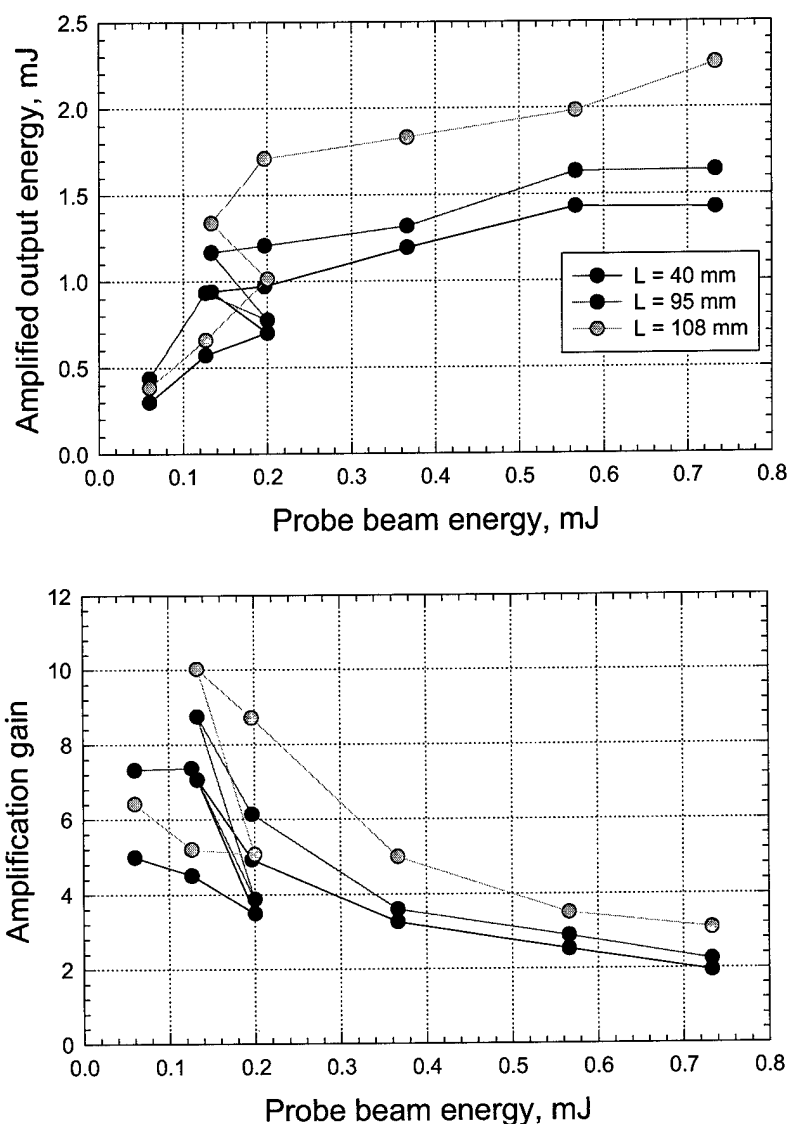 2.5
2.0
1.5
1.0
0.5
0.0
Amplified output energy, mJ
L = 40 mm
L = 95 mm
L = 108 mm
0.0 0.1 0.2 0.3 0.4 0.5 0.6 0.7 0.8
Probe beam energy, mJ
12
10
8
6
4
2
0
Amplification gain
0.0 0.1 0.2 0.3 0.4 0.5 0.6 0.7 0.8
Probe beam energy, mJ